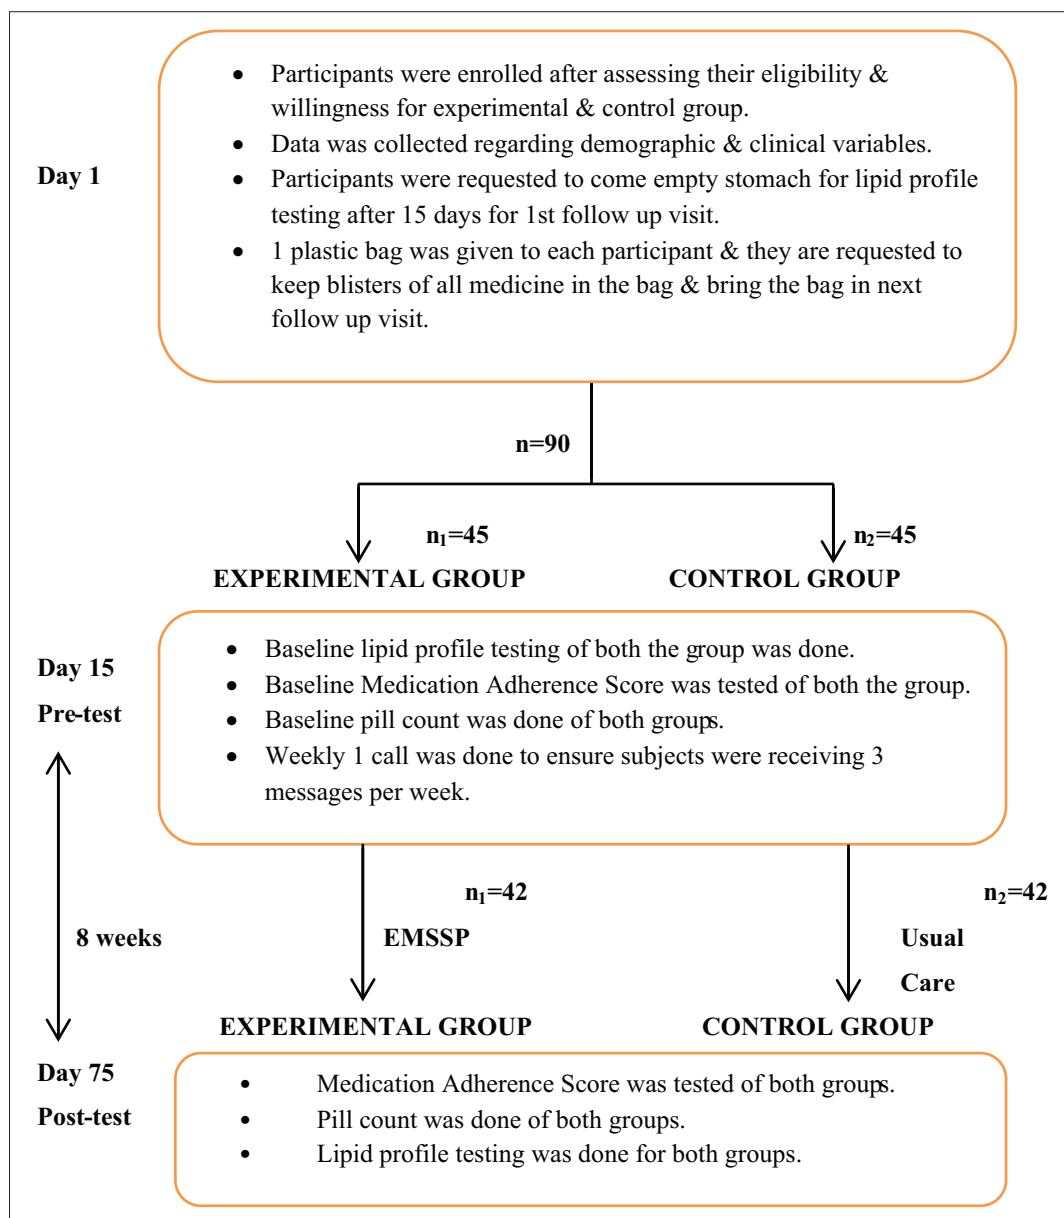 Day 1
• Participants were enrolled after assessing their eligibility &
willingness for experimental & control group.
• Data was collected regarding demographic & clinical variables.
• Participants were requested to come empty stomach for lipid profile
testing after 15 days for 1st follow up visit.
• 1 plastic bag was given to each participant & they are requested to
keep blisters of all medicine in the bag & bring the bag in next
follow up visit.
n=90
n₁=45
n₂=45
EXPERIMENTAL GROUP
CONTROL GROUP
Day 15
Pre-test
• Baseline lipid profile testing of both the group was done.
• Baseline Medication Adherence Score was tested of both the group.
• Baseline pill count was done of both groups.
• Weekly 1 call was done to ensure subjects were receiving 3
messages per week.
n₁=42
n₂=42
8 weeks
EMSSP
Usual
Care
EXPERIMENTAL GROUP
CONTROL GROUP
Day 75
Post-test
• Medication Adherence Score was tested of both groups.
• Pill count was done of both groups.
• Lipid profile testing was done for both groups.